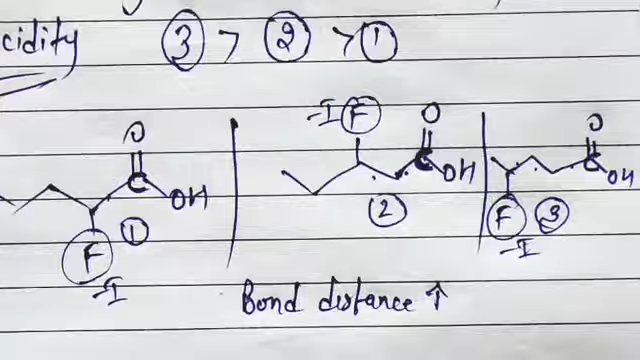 cidity ③ > ② > ①
O
OH
F
①
-I
-I F
O
OH
②
O
OH
F
③
-I
Bond distance ↑